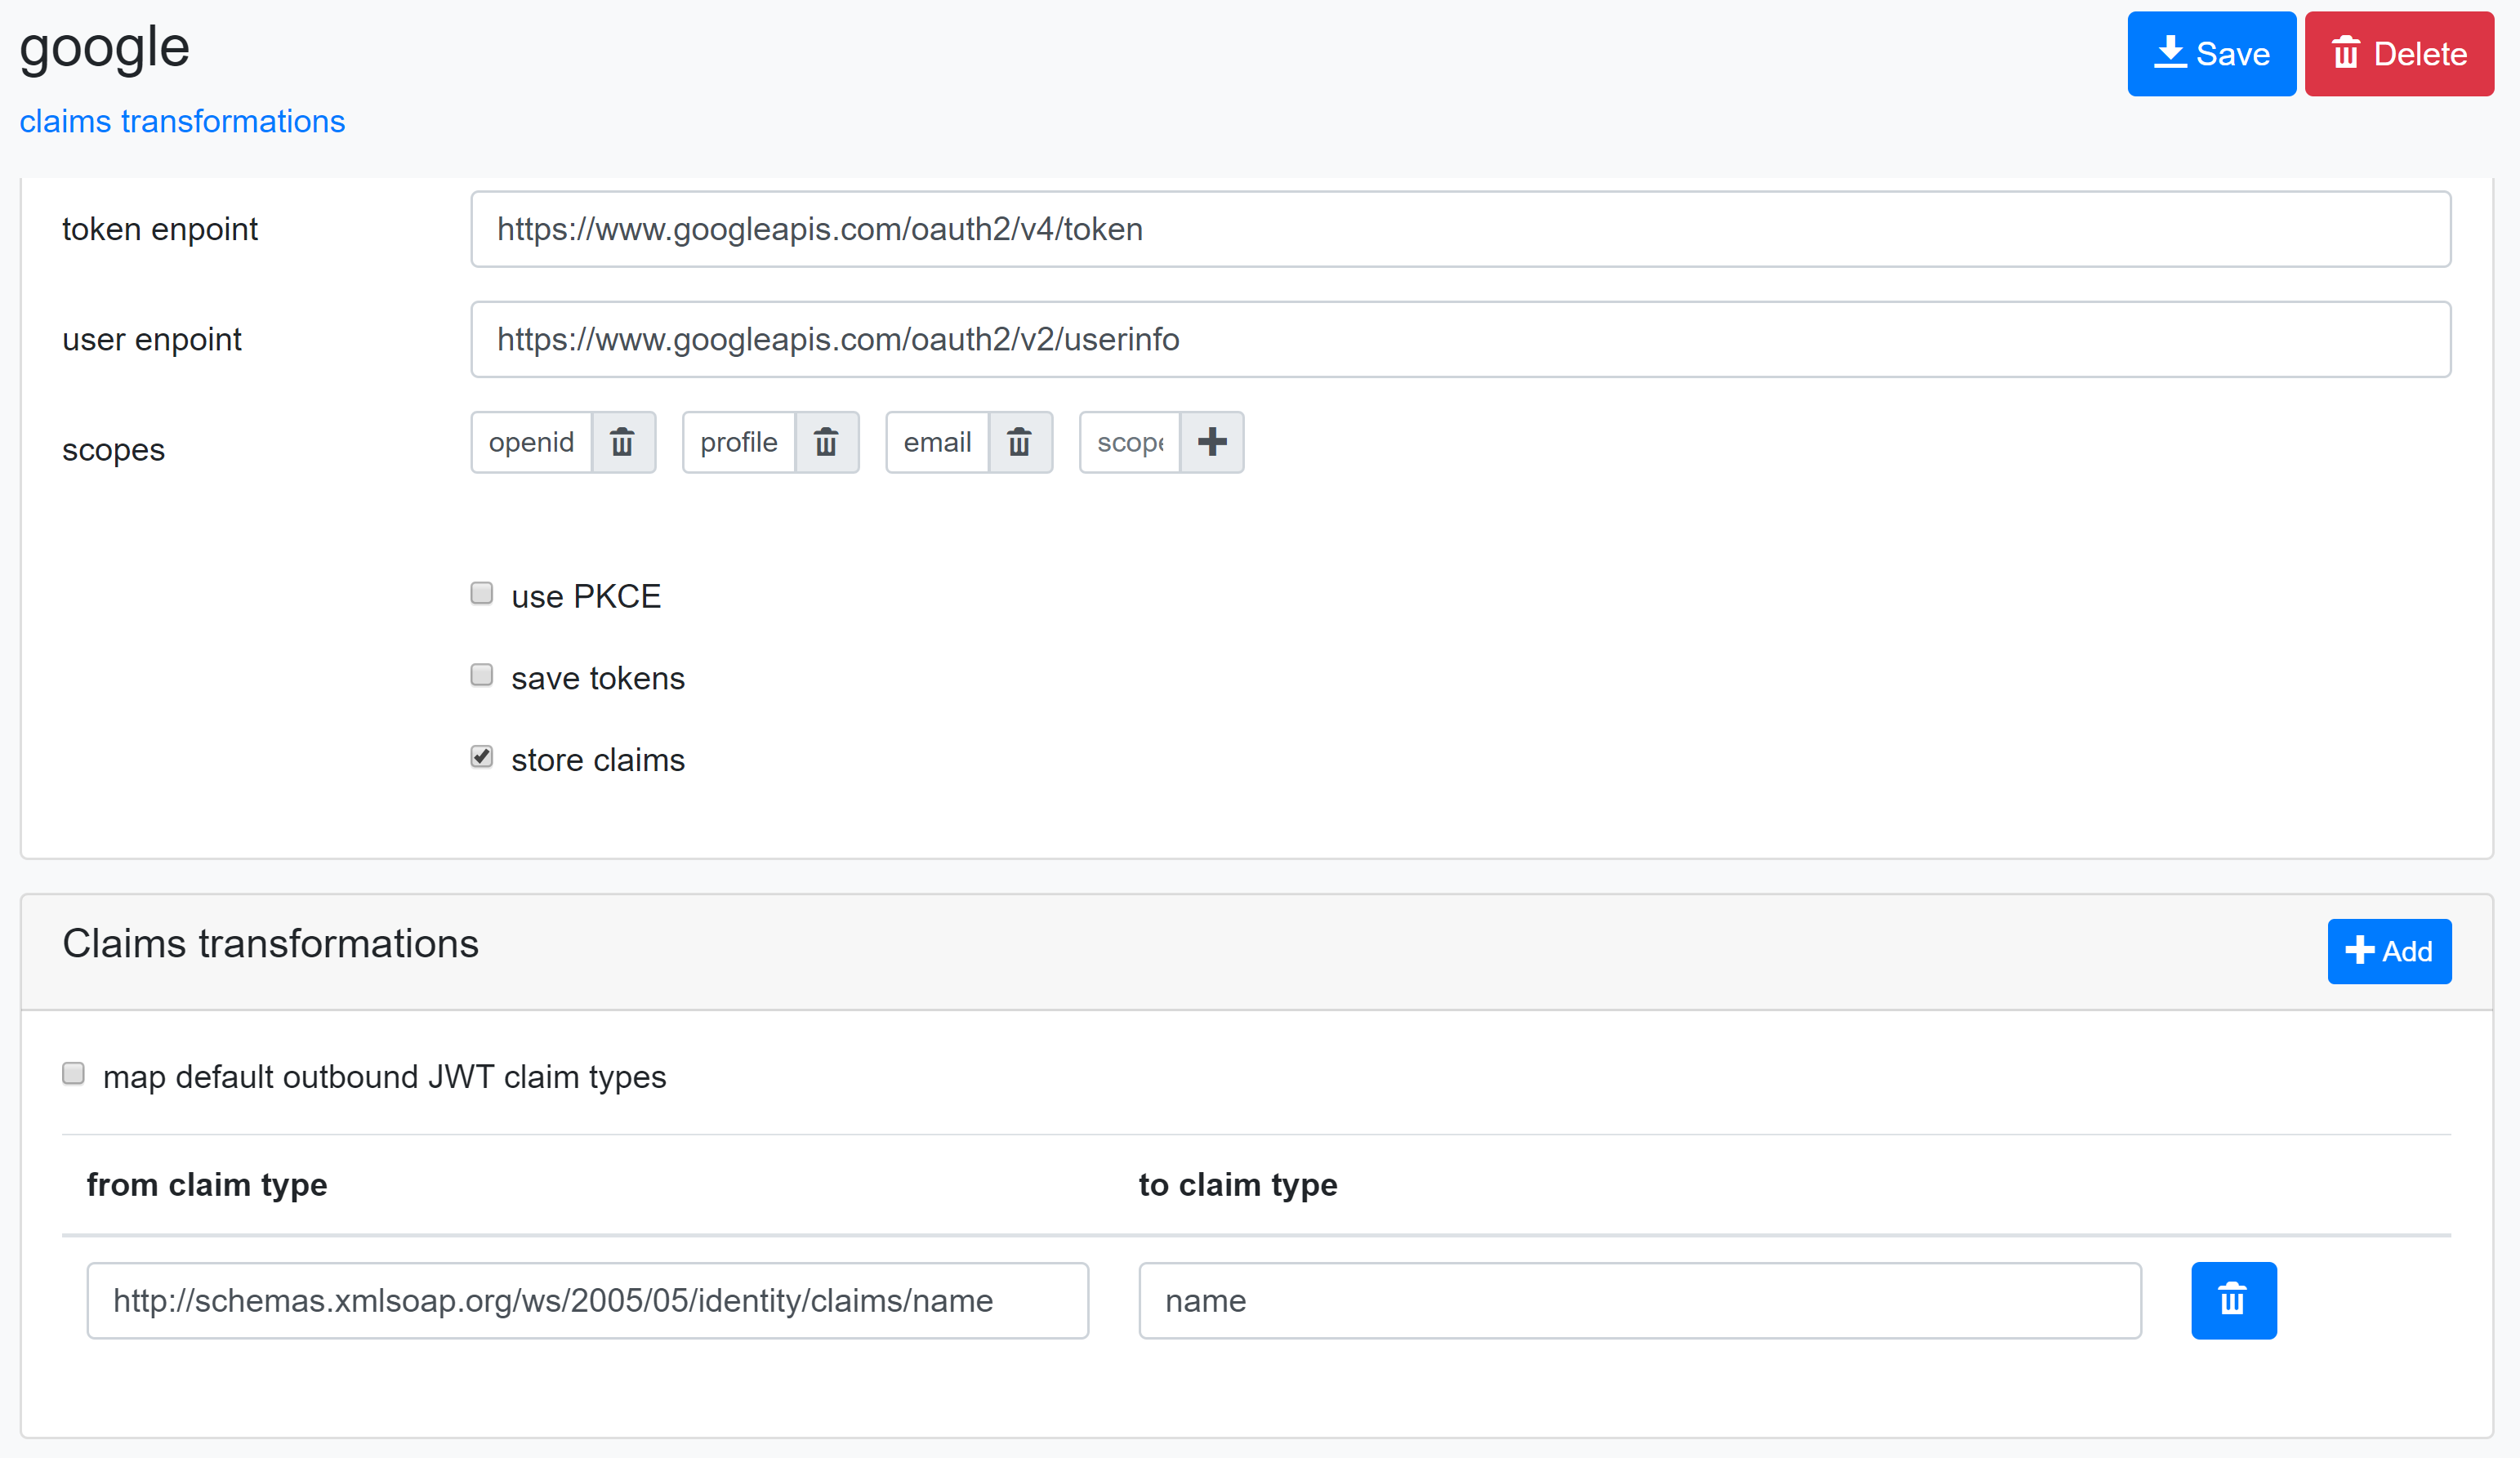 google
Save
Delete
claims transformations
token enpoint
https://www.googleapis.com/oauth2/v4/token
user enpoint
https://www.googleapis.com/oauth2/v2/userinfo
scopes
openid
profile
email
scope
use PKCE
save tokens
store claims
Claims transformations
Add
map default outbound JWT claim types
from claim type
to claim type
http://schemas.xmlsoap.org/ws/2005/05/identity/claims/name
name